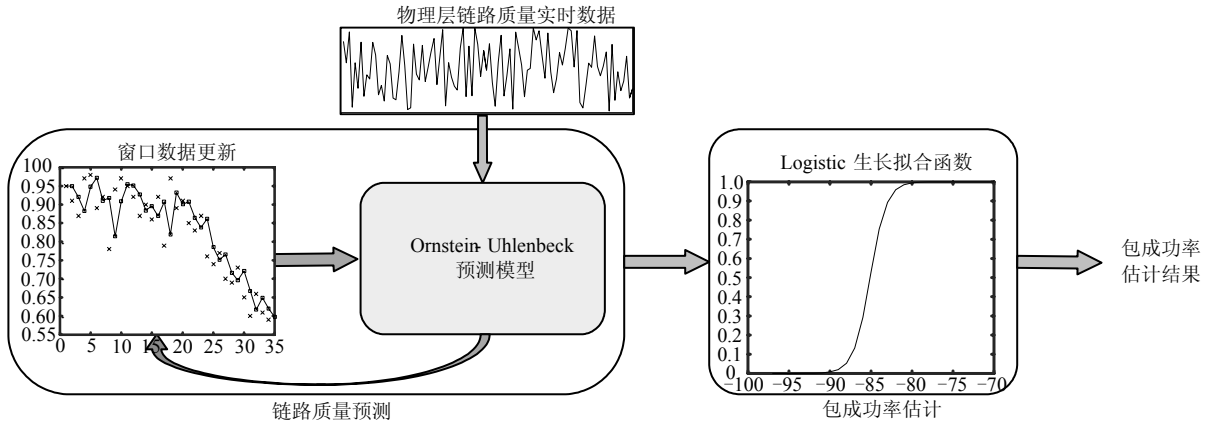 物理层链路质量实时数据
窗口数据更新
100
0.95
0.90
0.85
0.80
0.75
0.70
0.65
0.60
0.55
0 5 10 15 20 25 30 35
Ornstein- Uhlenbeck
预测模型
链路质量预测
Logistic 生长拟合函数
1.0
0.9
0.8
0.7
0.6
0.5
0.4
0.3
0.2
0.1
0
−100 −95 −90 −85 −80 −75 −70
包成功率估计
包成功率
估计结果